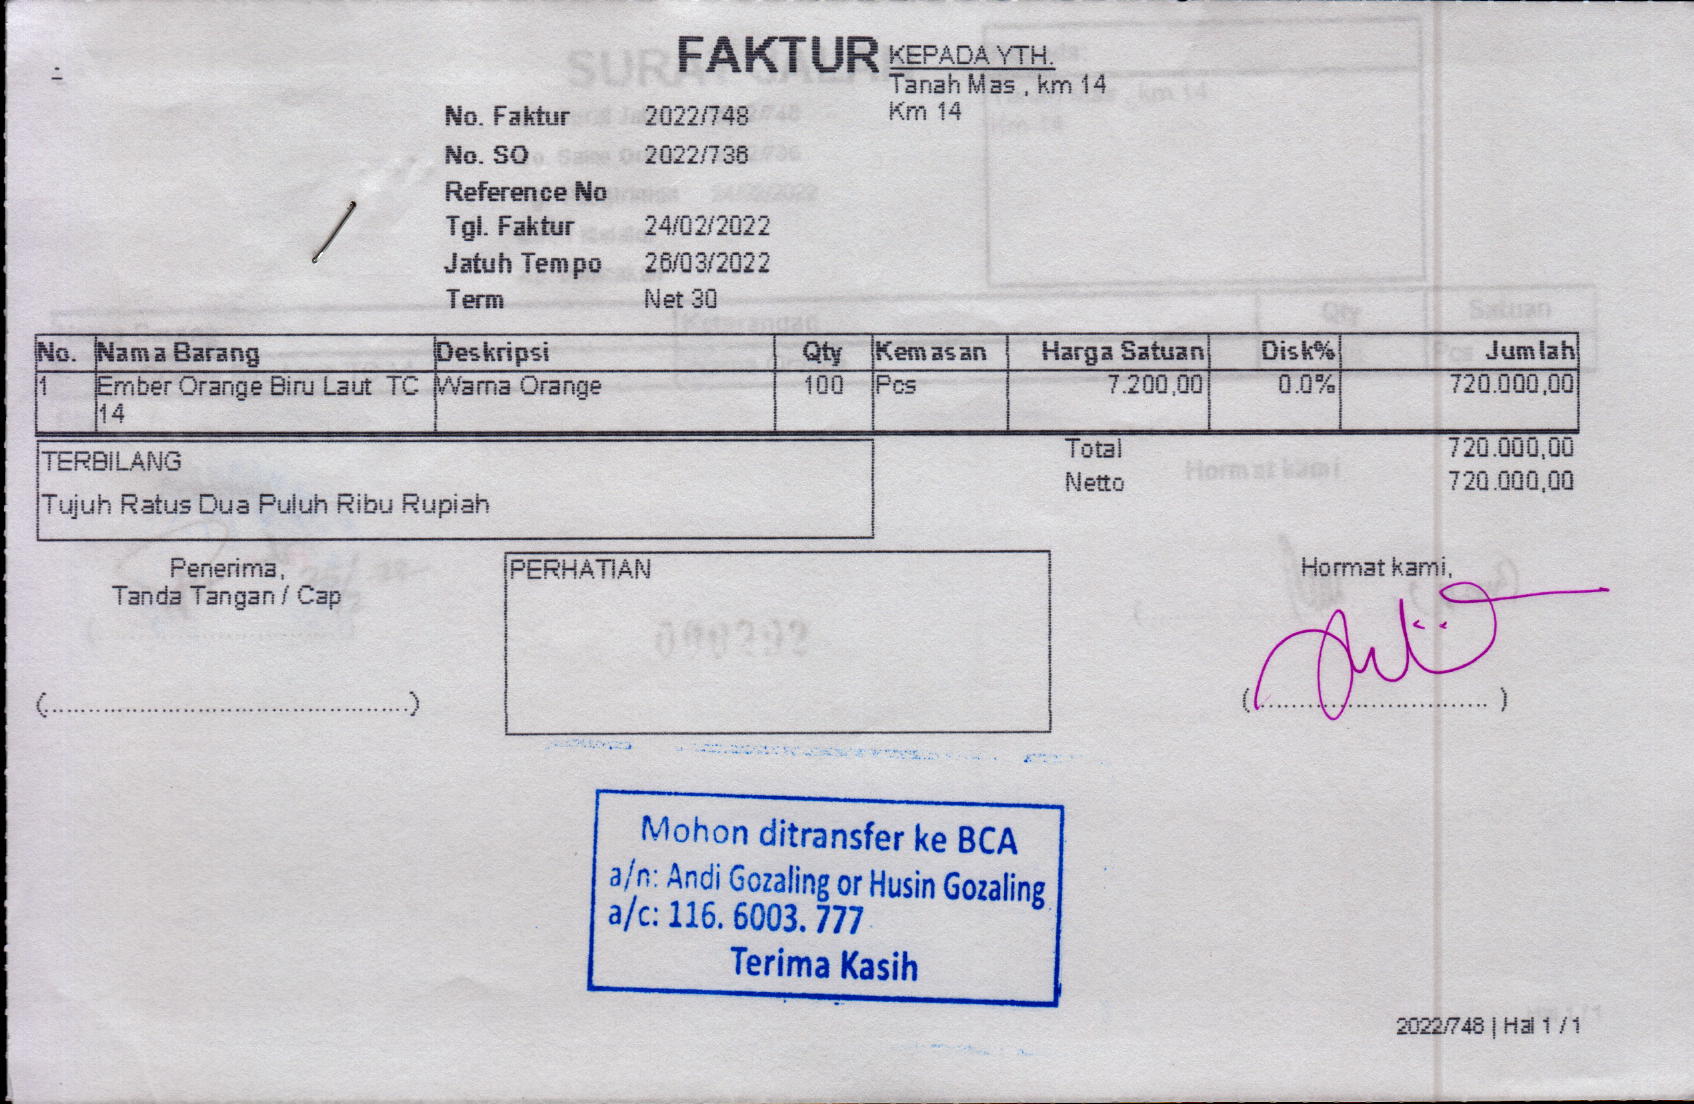 FAKTUR
KEPADA YTH.
Tanah Mas , km 14
Km 14
No. Faktur 2022/748
No. SO 2022/736
Reference No
Tgl. Faktur 24/02/2022
Jatuh Tempo 26/03/2022
Term Net 30
No. Nama Barang Deskripsi Qty Kemasan Harga Satuan Disk% Jumlah
1 Ember Orange Biru Laut TC Warna Orange 100 Pcs 7.200,00 0.0% 720.000,00
14
Total 720.000,00
Netto 720.000,00
TERBILANG
Tujuh Ratus Dua Puluh Ribu Rupiah
Penerima,
Tanda Tangan / Cap
(..........................................)
PERHATIAN
Hormat kami,
(............................ )
Mohon ditransfer ke BCA
a/n: Andi Gozaling or Husin Gozaling
a/c: 116. 6003. 777
Terima Kasih
2022/748 | Hal 1 / 1